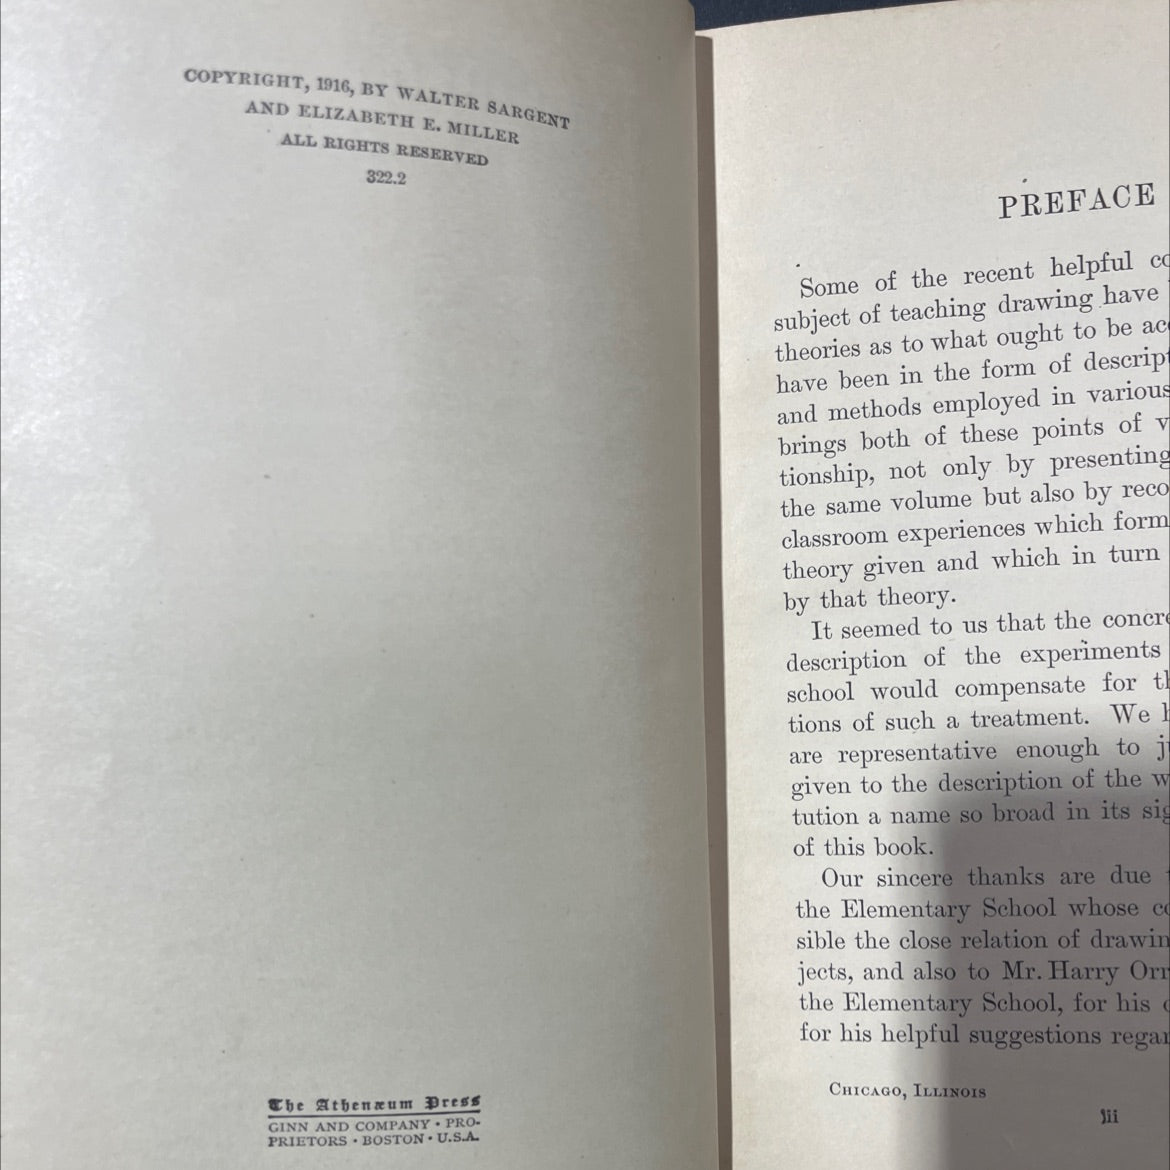 COPYRIGHT, 1916, BY WALTER SARGENT
AND ELIZABETH E. MILLER
ALL RIGHTS RESERVED
322.2
The Athenæum Press
GINN AND COMPANY · PRO-
PRIETORS · BOSTON · U.S.A.
PREFACE
Some of the recent helpful
subject of teaching drawing have
theories as to what ought to be
have been in the form of
and methods employed in various
brings both of these points of
tionship, not only by presenting
the same volume but also by
classroom experiences which form
theory given and which in turn
by that theory.
It seemed to us that the
description of the experiments
school would compensate for
tions of such a treatment. We
are representative enough to
given to the description of the
tution a name so broad in its
of this book.
Our sincere thanks are due
the Elementary School whose
sible the close relation of
jects, and also to Mr. Harry
the Elementary School, for his
for his helpful suggestions
CHICAGO, ILLINOIS
iii